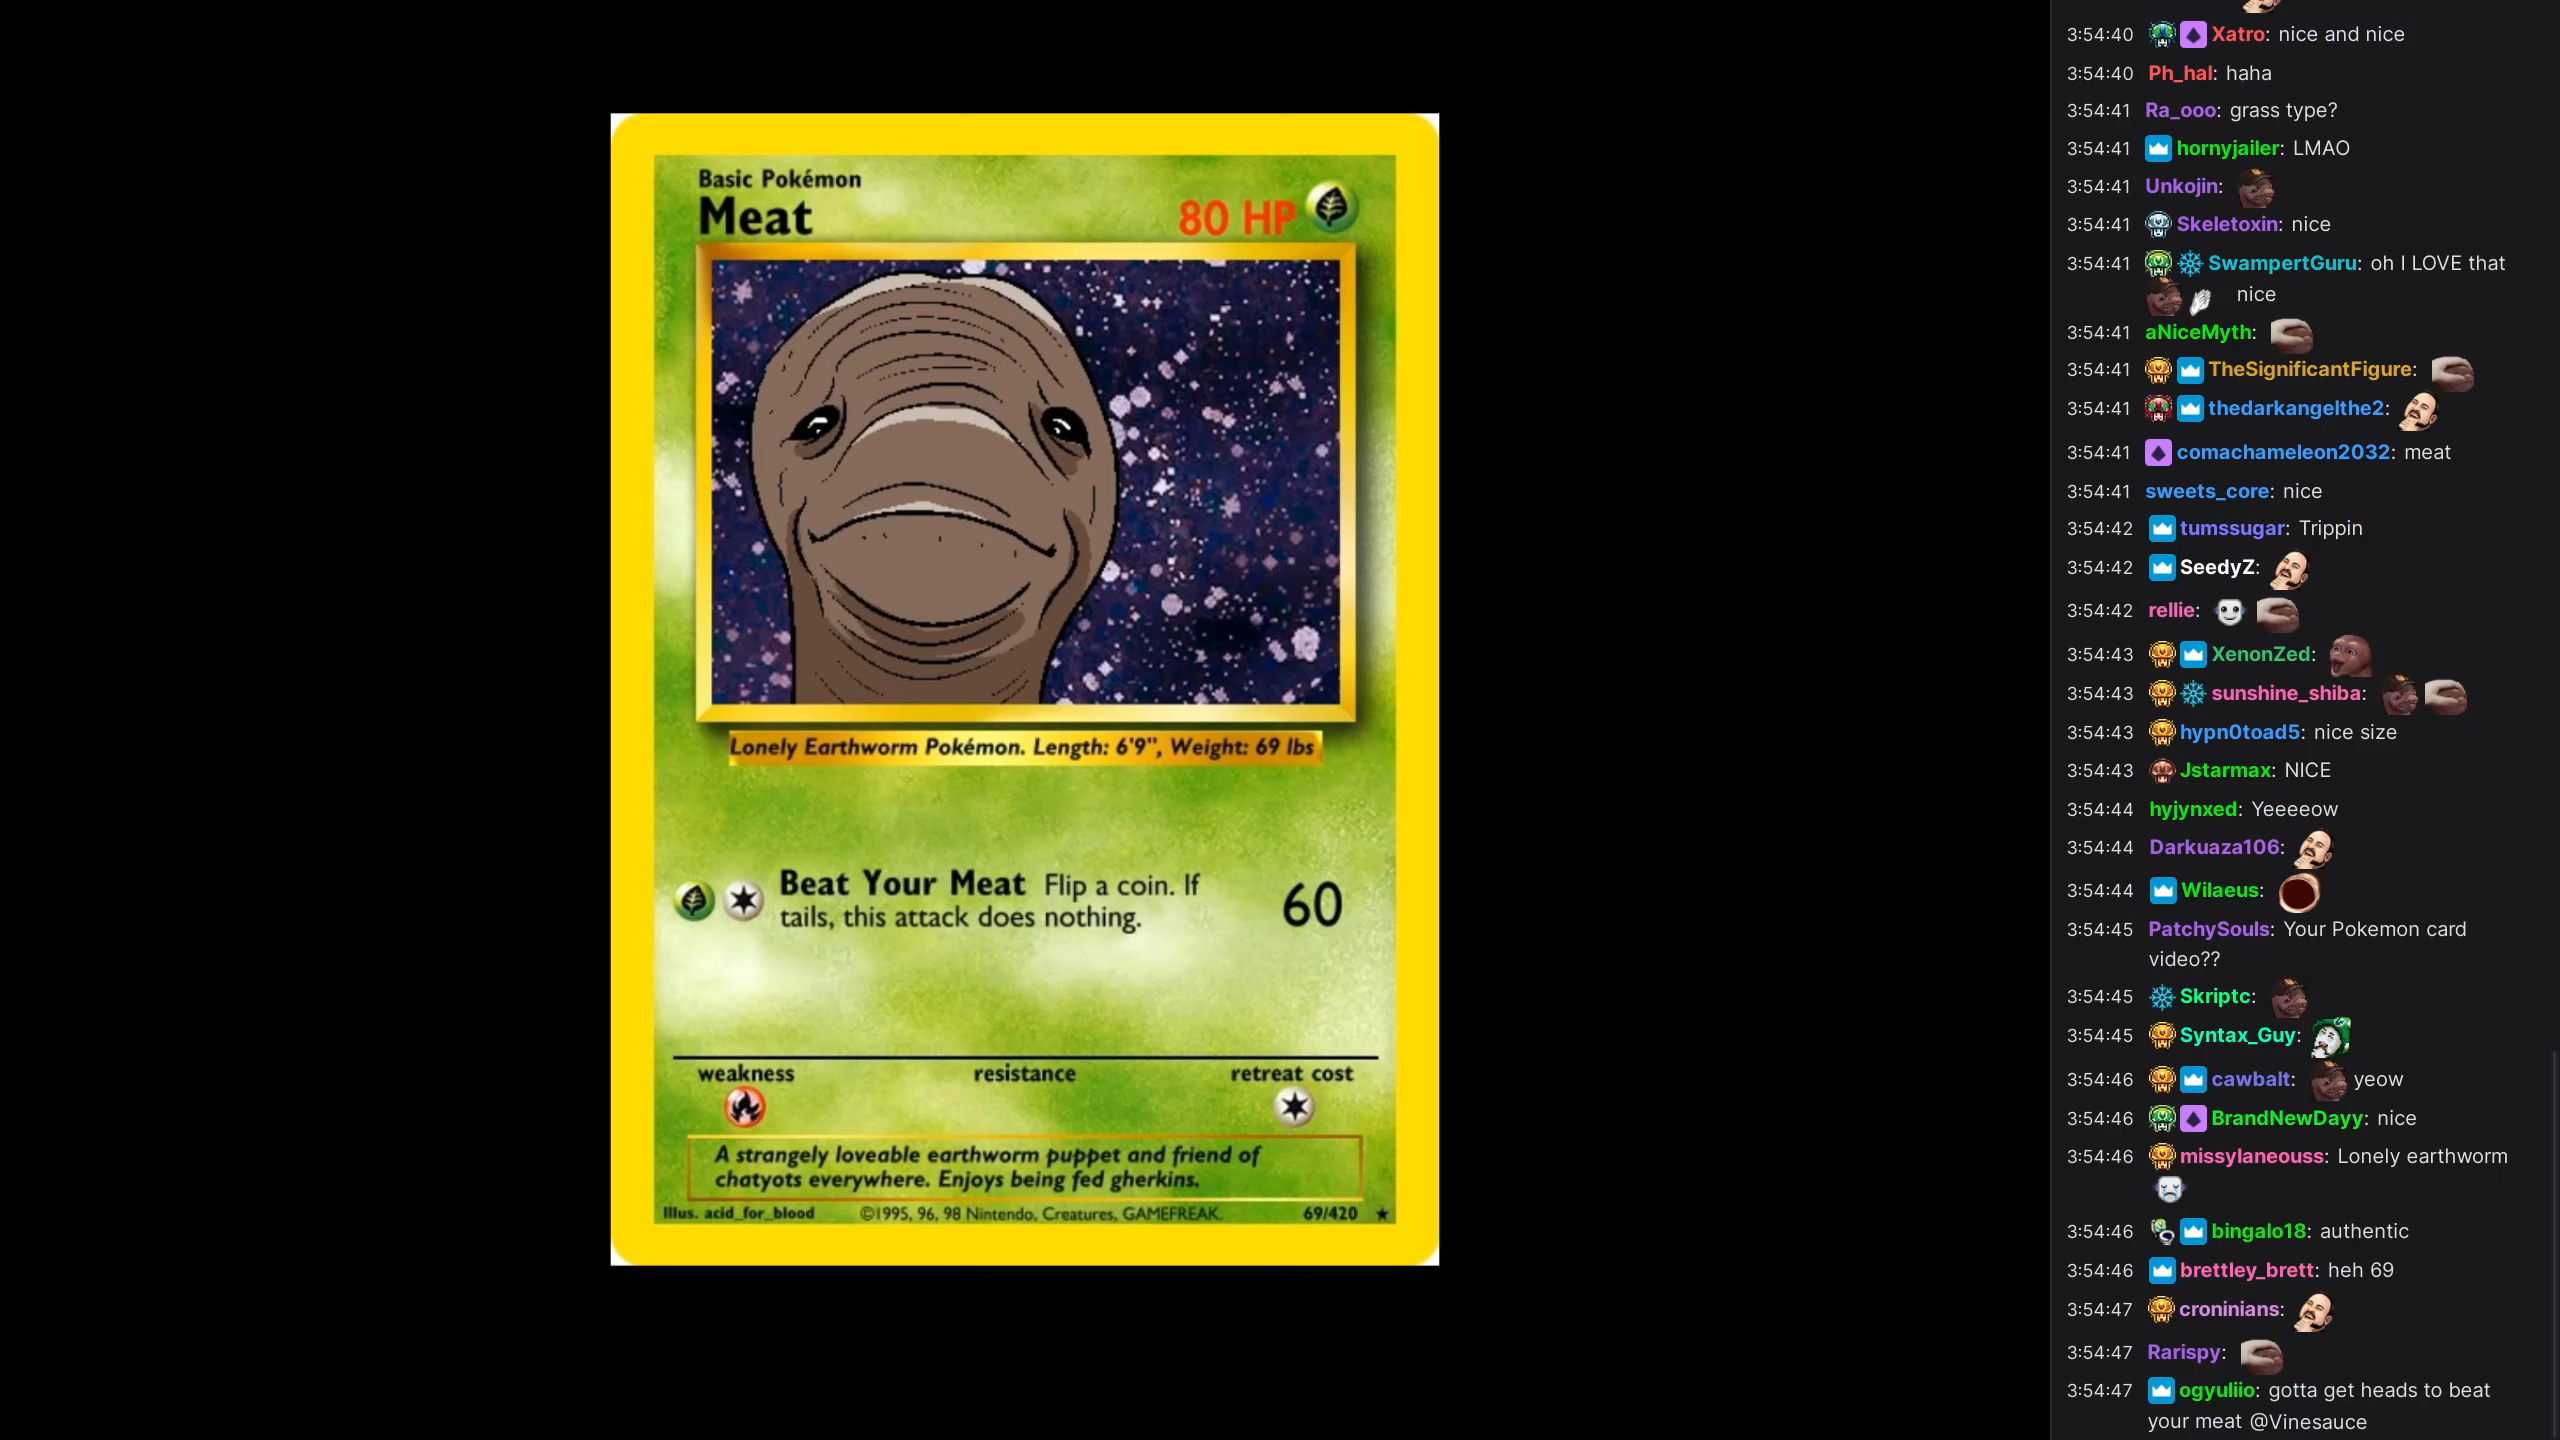 Basic Pokémon
Meat
80 HP
Lonely Earthworm Pokémon. Length: 6'9", Weight: 69 lbs
Beat Your Meat Flip a coin. If
tails, this attack does nothing.
60
weakness
resistance
retreat cost
A strangely loveable earthworm puppet and friend of
chatyots everywhere. Enjoys being fed gherkins.
Illus. acid_for_blood
©1995, 96, 98 Nintendo, Creatures, GAMEFREAK.
69/420
3:54:40 Xatro: nice and nice
3:54:40 Ph_hal: haha
3:54:41 Ra_ooo: grass type?
3:54:41 hornyjailer: LMAO
3:54:41 Unkojin:
3:54:41 Skeletoxin: nice
3:54:41 SwampertGuru: oh I LOVE that
nice
3:54:41 aNiceMyth:
3:54:41 TheSignificantFigure:
3:54:41 thedarkangelthe2:
3:54:41 comachameleon2032: meat
3:54:41 sweets_core: nice
3:54:42 tumssugar: Trippin
3:54:42 SeedyZ:
3:54:42 rellie:
3:54:43 XenonZed:
3:54:43 sunshine_shiba:
3:54:43 hypn0toad5: nice size
3:54:43 Jstarmax: NICE
3:54:44 hyjynxed: Yeeeeow
3:54:44 Darkuaza106:
3:54:44 Wilaeus:
3:54:45 PatchySouls: Your Pokemon card
video??
3:54:45 Skriptc:
3:54:45 Syntax_Guy:
3:54:46 cawbalt: yeow
3:54:46 BrandNewDayy: nice
3:54:46 missylaneouss: Lonely earthworm
3:54:46 bingalo18: authentic
3:54:46 brettley_brett: heh 69
3:54:47 croninians:
3:54:47 Rarispy:
3:54:47 ogyuliio: gotta get heads to beat
your meat @Vinesauce